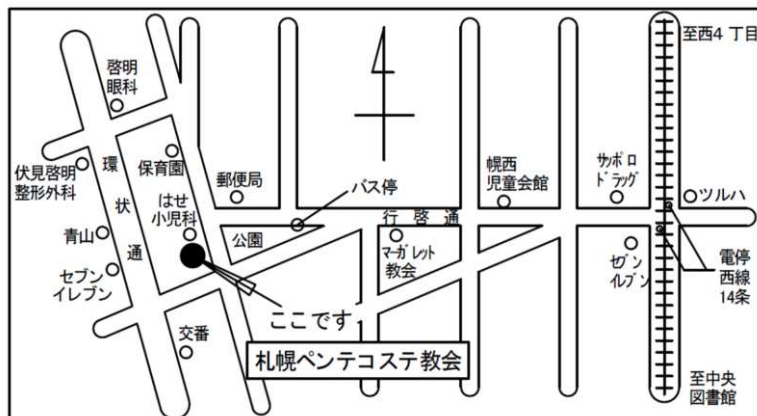 至西4 丁目
啓明
眼科
伏見啓明
整形外科
環状通
保育園
郵便局
バス停
幌西
児童会館
サッポロ
ドラッグ
ツルハ
はせ
小児科
青山
公園
行啓通
マーガレット
教会
セブン
イレブン
セブン
イレブン
電停
西線
14条
ここです
交番
札幌ペンテコステ教会
至中央
図書館